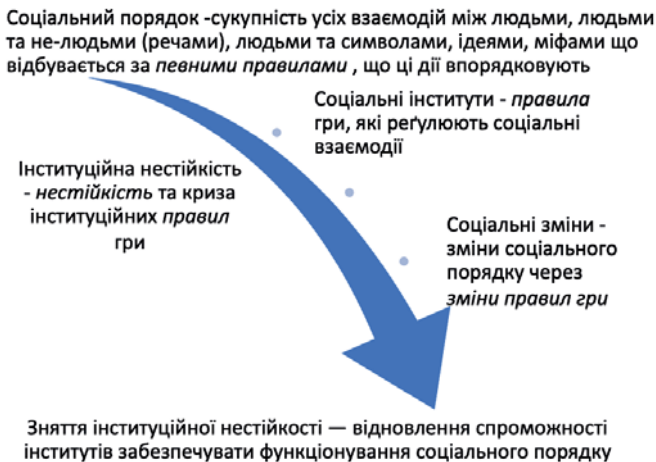 Соціальний порядок -сукупність усіх взаємодій між людьми, людьми
та не-людьми (речами), людьми та символами, ідеями, міфами що
відбувається за певними правилами , що ці дії впорядковують
Соціальні інститути - правила
гри, які реґулюють соціальні
взаємодії
Інституційна нестійкість
- нестійкість та криза
інституційних правил
гри
Соціальні зміни -
зміни соціального
порядку через
зміни правил гри
Зняття інституційної нестійкості — відновлення спроможності
інститутів забезпечувати функціонування соціального порядку